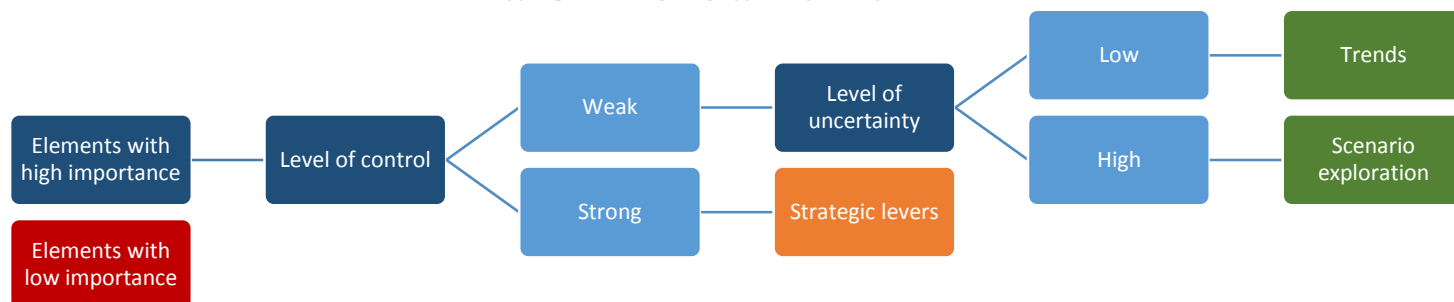 Elements with
high importance
Elements with
low importance
Level of control
Weak
Strong
Level of
uncertainty
Strategic levers
Low
High
Trends
Scenario
exploration